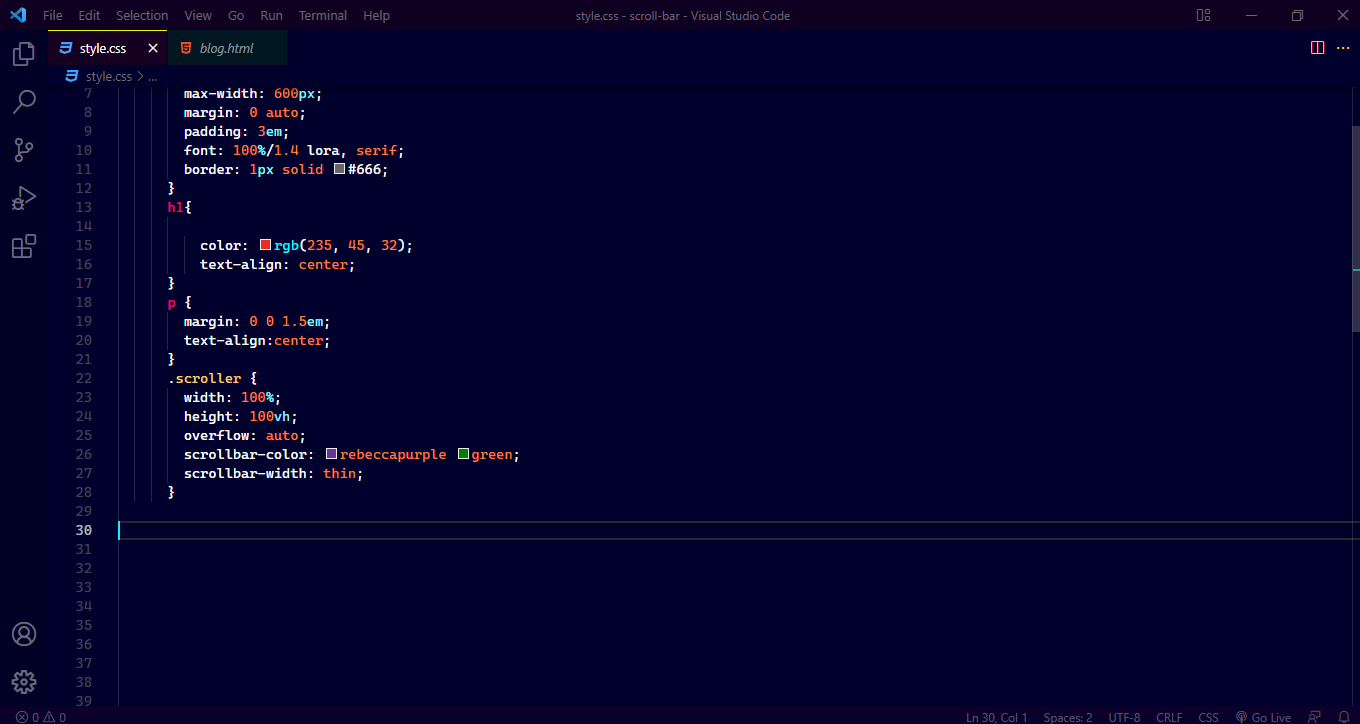 File Edit Selection View Go Run Terminal Help style.css - scroll-bar - Visual Studio Code
style.css blog.html
style.css > ...
7 max-width: 600px;
8 margin: 0 auto;
9 padding: 3em;
10 font: 100%/1.4 lora, serif;
11 border: 1px solid #666;
12 }
13 h1{
14
15 color: rgb(235, 45, 32);
16 text-align: center;
17 }
18 p {
19 margin: 0 0 1.5em;
20 text-align:center;
21 }
22 .scroller {
23 width: 100%;
24 height: 100vh;
25 overflow: auto;
26 scrollbar-color: rebeccapurple green;
27 scrollbar-width: thin;
28 }
29
30
31
32
33
34
35
36
37
38
39
0 0 Ln 30, Col 1 Spaces: 2 UTF-8 CRLF CSS Go Live